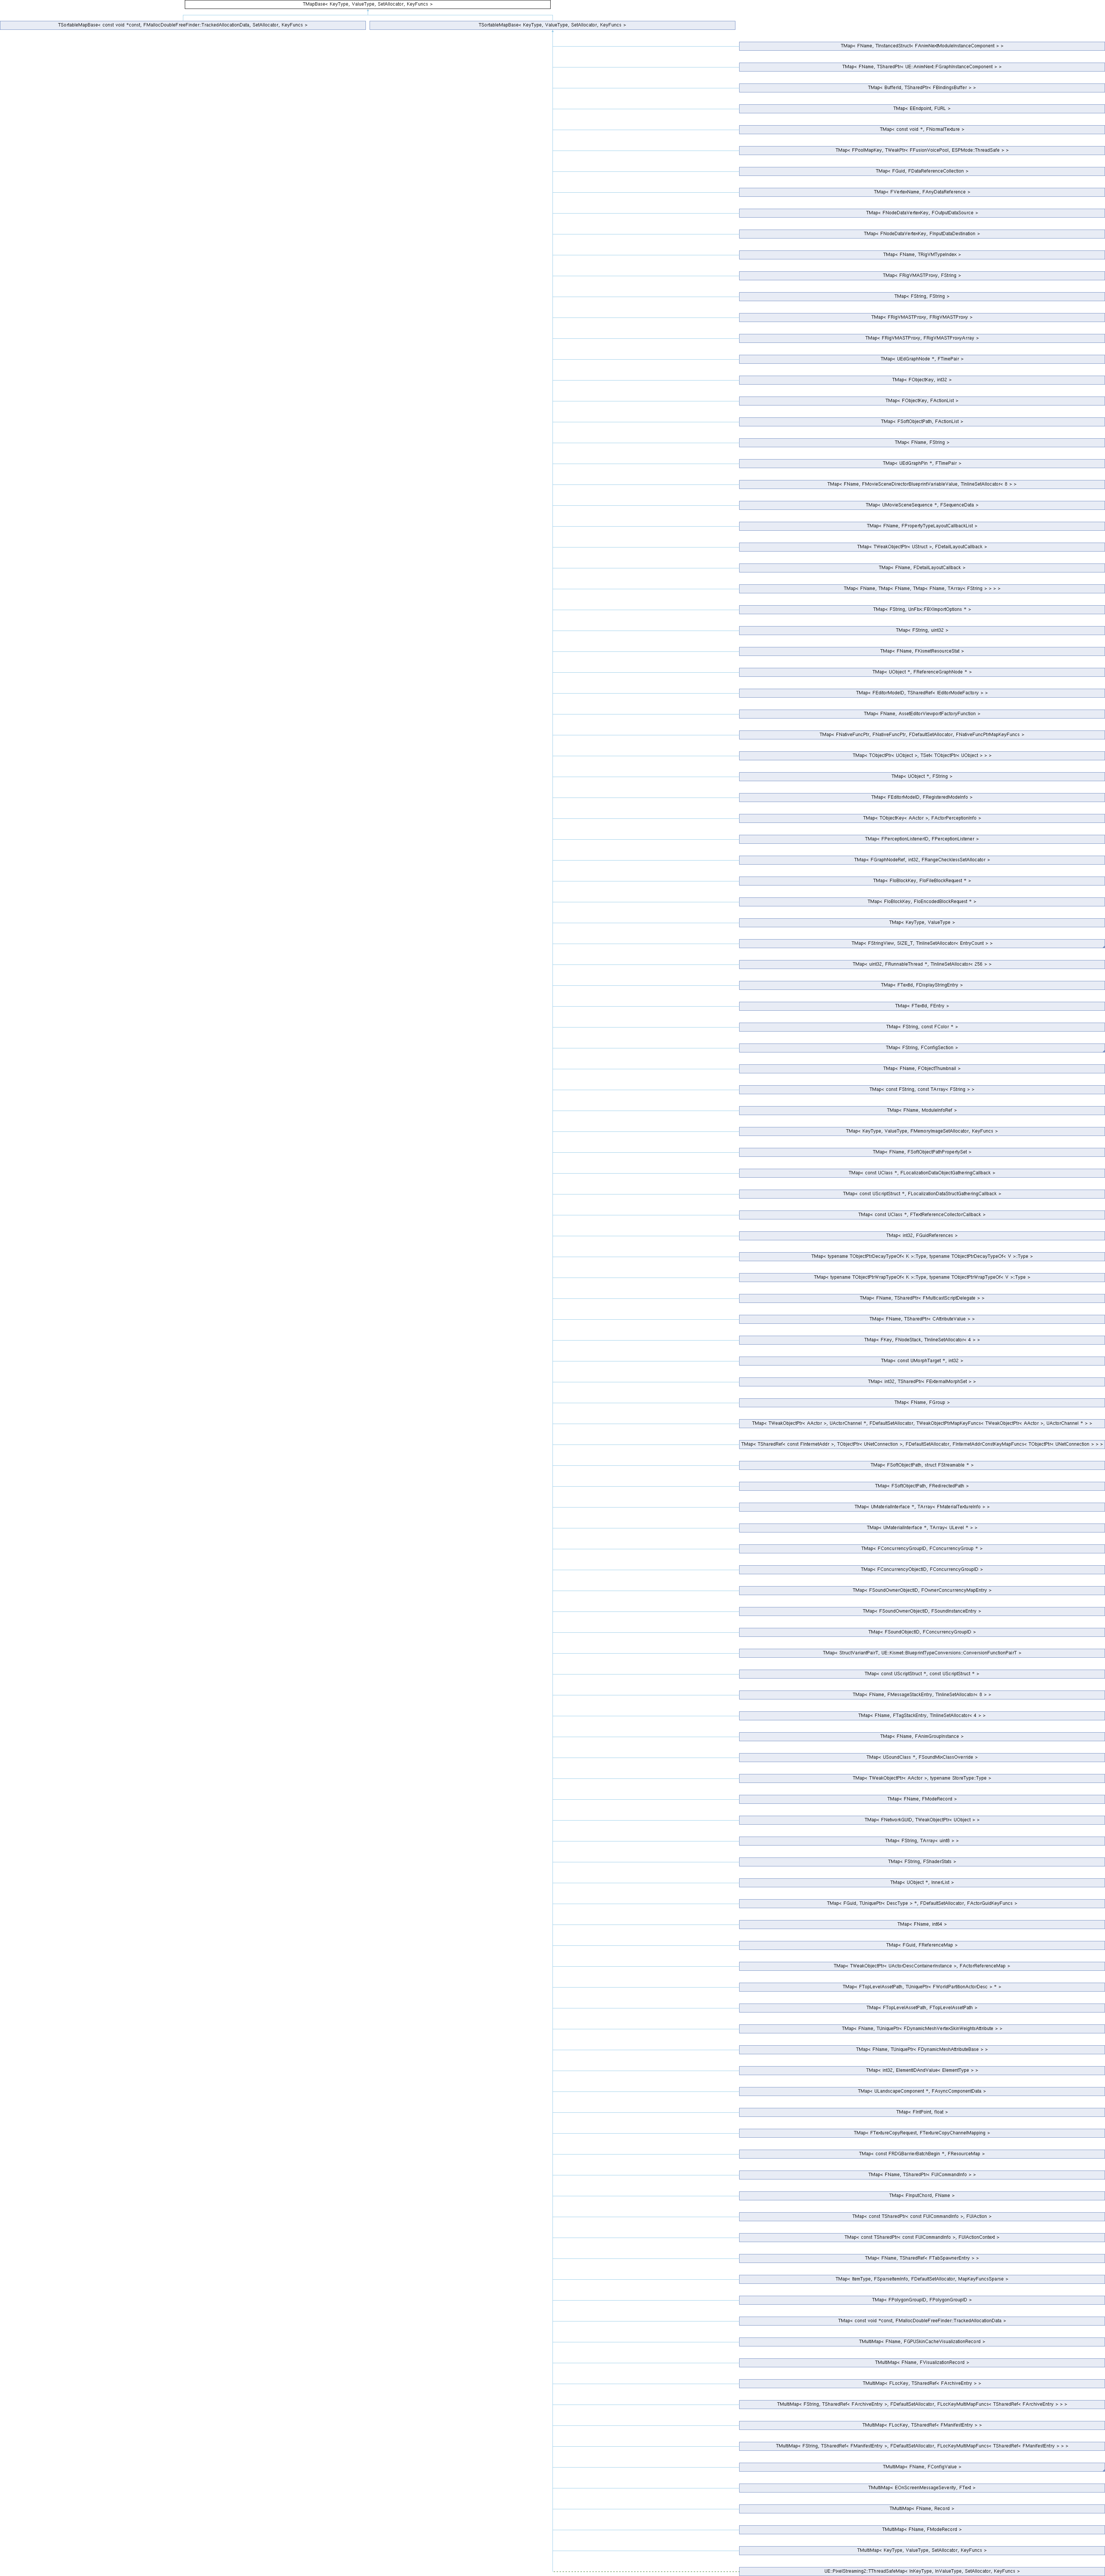 TMapBase< KeyType, ValueType, SetAllocator, KeyFuncs >
TSortableMapBase< const void *const, FMallocDoubleFreeFinder::TrackedAllocationData, SetAllocator, KeyFuncs >
TSortableMapBase< KeyType, ValueType, SetAllocator, KeyFuncs >
TMap< FName, TInstancedStruct< FAnimNextModuleInstanceComponent > >
TMap< FName, TSharedPtr< UE::AnimNext::FGraphInstanceComponent > >
TMap< BufferId, TSharedPtr< FBindingsBuffer > >
TMap< EEndpoint, FURL >
TMap< const void *, FNormalTexture >
TMap< FPoolMapKey, TWeakPtr< FFusionVoicePool, ESPMode::ThreadSafe > >
TMap< FGuid, FDataReferenceCollection >
TMap< FVertexName, FAnyDataReference >
TMap< FNodeDataVertexKey, FOutputDataSource >
TMap< FNodeDataVertexKey, FInputDataDestination >
TMap< FName, TRigVMTypeIndex >
TMap< FRigVMASTProxy, FString >
TMap< FString, FString >
TMap< FRigVMASTProxy, FRigVMASTProxy >
TMap< FRigVMASTProxy, FRigVMASTProxyArray >
TMap< UEdGraphNode *, FTimePair >
TMap< FObjectKey, int32 >
TMap< FObjectKey, FActionList >
TMap< FSoftObjectPath, FActionList >
TMap< FName, FString >
TMap< UEdGraphPin *, FTimePair >
TMap< FName, FMovieSceneDirectorBlueprintVariableValue, TInlineSetAllocator< 8 > >
TMap< UMovieSceneSequence *, FSequenceData >
TMap< FName, FPropertyTypeLayoutCallbackList >
TMap< TWeakObjectPtr< UStruct >, FDetailLayoutCallback >
TMap< FName, FDetailLayoutCallback >
TMap< FName, TMap< FName, TMap< FName, TArray< FString > > > >
TMap< FString, UnFbx::FBXImportOptions * >
TMap< FString, uint32 >
TMap< FName, FKismetResourceStat >
TMap< UObject *, FReferenceGraphNode * >
TMap< FEditorModeID, TSharedRef< IEditorModeFactory > >
TMap< FName, AssetEditorViewportFactoryFunction >
TMap< FNativeFuncPtr, FNativeFuncPtr, FDefaultSetAllocator, FNativeFuncPtrMapKeyFuncs >
TMap< TObjectPtr< UObject >, TSet< TObjectPtr< UObject > > >
TMap< UObject *, FString >
TMap< FEditorModeID, FRegisteredModeInfo >
TMap< TObjectKey< AActor >, FActorPerceptionInfo >
TMap< FPerceptionListenerID, FPerceptionListener >
TMap< FGraphNodeRef, int32, FRangeChecklessSetAllocator >
TMap< FIoBlockKey, FIoFileBlockRequest * >
TMap< FIoBlockKey, FIoEncodedBlockRequest * >
TMap< KeyType, ValueType >
TMap< FStringView, SIZE_T, TInlineSetAllocator< EntryCount > >
TMap< uint32, FRunnableThread *, TInlineSetAllocator< 256 > >
TMap< FTextId, FDisplayStringEntry >
TMap< FTextId, FEntry >
TMap< FString, const FColor * >
TMap< FString, FConfigSection >
TMap< FName, FObjectThumbnail >
TMap< const FString, const TArray< FString > >
TMap< FName, ModuleInfoRef >
TMap< KeyType, ValueType, FMemoryImageSetAllocator, KeyFuncs >
TMap< FName, FSoftObjectPathPropertySet >
TMap< const UClass *, FLocalizationDataObjectGatheringCallback >
TMap< const UScriptStruct *, FLocalizationDataStructGatheringCallback >
TMap< const UClass *, FTextReferenceCollectorCallback >
TMap< int32, FGuidReferences >
TMap< typename TObjectPtrDecayTypeOf< K >::Type, typename TObjectPtrDecayTypeOf< V >::Type >
TMap< typename TObjectPtrWrapTypeOf< K >::Type, typename TObjectPtrWrapTypeOf< V >::Type >
TMap< FName, TSharedPtr< FMulticastScriptDelegate > >
TMap< FName, TSharedPtr< CAttributeValue > >
TMap< FKey, FNodeStack, TInlineSetAllocator< 4 > >
TMap< const UMorphTarget *, int32 >
TMap< int32, TSharedPtr< FExternalMorphSet > >
TMap< FName, FGroup >
TMap< TWeakObjectPtr< AActor >, UActorChannel *, FDefaultSetAllocator, TWeakObjectPtrMapKeyFuncs< TWeakObjectPtr< AActor >, UActorChannel * > >
TMap< TSharedRef< const FInternetAddr >, TObjectPtr< UNetConnection >, FDefaultSetAllocator, FInternetAddrConstKeyMapFuncs< TObjectPtr< UNetConnection > > >
TMap< FSoftObjectPath, struct FStreamable * >
TMap< FSoftObjectPath, FRedirectedPath >
TMap< UMaterialInterface *, TArray< FMaterialTextureInfo > >
TMap< UMaterialInterface *, TArray< ULevel * > >
TMap< FConcurrencyGroupID, FConcurrencyGroup * >
TMap< FConcurrencyObjectID, FConcurrencyGroupID >
TMap< FSoundOwnerObjectID, FOwnerConcurrencyMapEntry >
TMap< FSoundOwnerObjectID, FSoundInstanceEntry >
TMap< FSoundObjectID, FConcurrencyGroupID >
TMap< StructVariantPairT, UE::Kismet::BlueprintTypeConversions::ConversionFunctionPairT >
TMap< const UScriptStruct *, const UScriptStruct * >
TMap< FName, FMessageStackEntry, TInlineSetAllocator< 8 > >
TMap< FName, FTagStackEntry, TInlineSetAllocator< 4 > >
TMap< FName, FAnimGroupInstance >
TMap< USoundClass *, FSoundMixClassOverride >
TMap< TWeakObjectPtr< AActor >, typename StoreType::Type >
TMap< FName, FModeRecord >
TMap< FNetworkGUID, TWeakObjectPtr< UObject > >
TMap< FString, TArray< uint8 > >
TMap< FString, FShaderStats >
TMap< UObject *, InnerList >
TMap< FGuid, TUniquePtr< DescType > *, FDefaultSetAllocator, FActorGuidKeyFuncs >
TMap< FName, int64 >
TMap< FGuid, FReferenceMap >
TMap< TWeakObjectPtr< UActorDescContainerInstance >, FActorReferenceMap >
TMap< FTopLevelAssetPath, TUniquePtr< FWorldPartitionActorDesc > * >
TMap< FTopLevelAssetPath, FTopLevelAssetPath >
TMap< FName, TUniquePtr< FDynamicMeshVertexSkinWeightsAttribute > >
TMap< FName, TUniquePtr< FDynamicMeshAttributeBase > >
TMap< int32, ElementIDAndValue< ElementType > >
TMap< ULandscapeComponent *, FAsyncComponentData >
TMap< FIntPoint, float >
TMap< FTextureCopyRequest, FTextureCopyChannelMapping >
TMap< const FRDGBarrierBatchBegin *, FResourceMap >
TMap< FName, TSharedPtr< FUICommandInfo > >
TMap< FInputChord, FName >
TMap< const TSharedPtr< const FUICommandInfo >, FUIAction >
TMap< const TSharedPtr< const FUICommandInfo >, FUIActionContext >
TMap< FName, TSharedRef< FTabSpawnerEntry > >
TMap< ItemType, FSparseItemInfo, FDefaultSetAllocator, MapKeyFuncsSparse >
TMap< FPolygonGroupID, FPolygonGroupID >
TMap< const void *const, FMallocDoubleFreeFinder::TrackedAllocationData >
TMultiMap< FName, FGPUSkinCacheVisualizationRecord >
TMultiMap< FName, FVisualizationRecord >
TMultiMap< FLocKey, TSharedRef< FArchiveEntry > >
TMultiMap< FString, TSharedRef< FArchiveEntry >, FDefaultSetAllocator, FLocKeyMultiMapFuncs< TSharedRef< FArchiveEntry > > >
TMultiMap< FLocKey, TSharedRef< FManifestEntry > >
TMultiMap< FString, TSharedRef< FManifestEntry >, FDefaultSetAllocator, FLocKeyMultiMapFuncs< TSharedRef< FManifestEntry > > >
TMultiMap< FName, FConfigValue >
TMultiMap< EOnScreenMessageSeverity, FText >
TMultiMap< FName, Record >
TMultiMap< FName, FModeRecord >
TMultiMap< KeyType, ValueType, SetAllocator, KeyFuncs >
UE::PixelStreaming2::TThreadSafeMap< InKeyType, InValueType, SetAllocator, KeyFuncs >